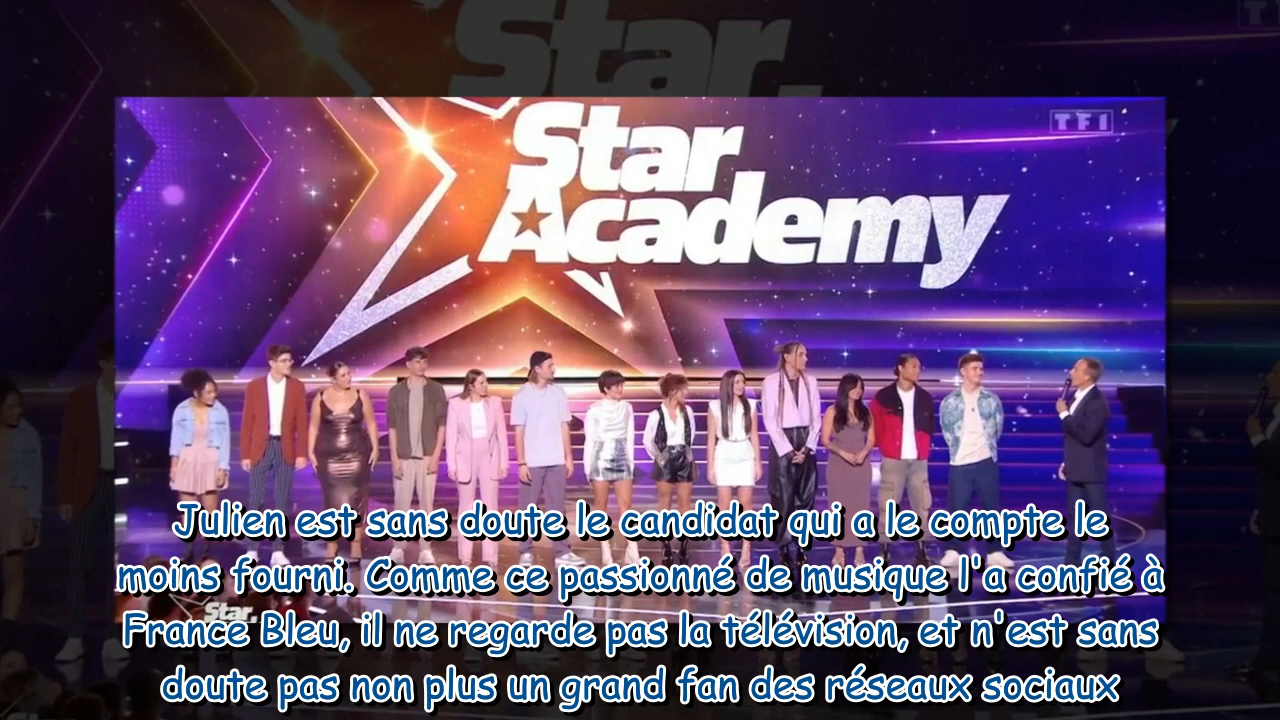 Star
TF1
Star
Academy
Julien est sans doute le candidat qui a le compte le
moins fourni. Comme ce passionné de musique l'a confié à
Star.
France Bleu, il ne regarde pas la télévision, et n'est sans
doute pas non plus un grand fan des réseaux sociaux